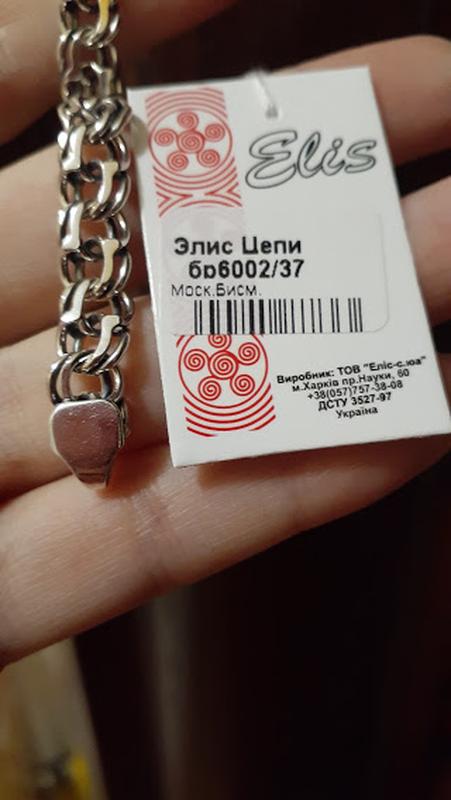 Elis
Элис Цепи
бр6002/37
Моск.Бисм.
Виробник: ТОВ "Еліс-с.юа"
м.Харків пр.Науки, 60
+38(057)757-38-08
ДСТУ 3527-97
Україна